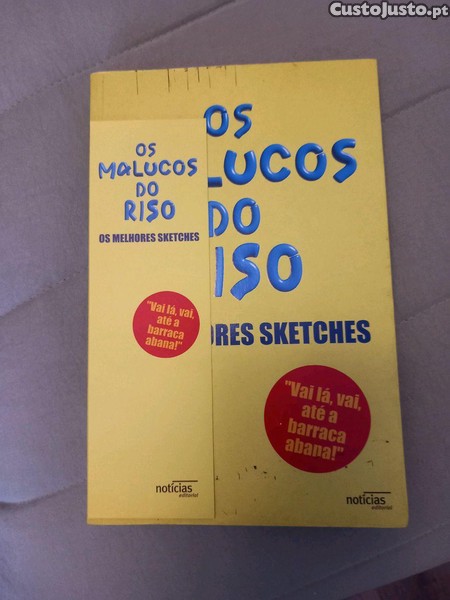 CustoJusto.pt
OS
MaLUCOS
DO
RISO
OS MELHORES SKETCHES
"Vai lá, vai,
até a
barraca
abana!"
notícias
editorial
OS
LUCOS
DO
ISO
ORES SKETCHES
"Vai lá, vai,
até a
barraca
abana!"
notícias
editorial